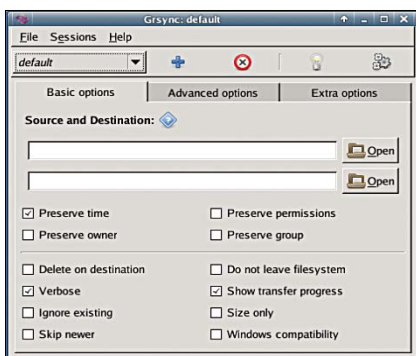 Grsync: default
File Sessions Help
default
Basic options Advanced options Extra options
Source and Destination:
Open
Open
Preserve time Preserve permissions
Preserve owner Preserve group
Delete on destination Do not leave filesystem
Verbose Show transfer progress
Ignore existing Size only
Skip newer Windows compatibility